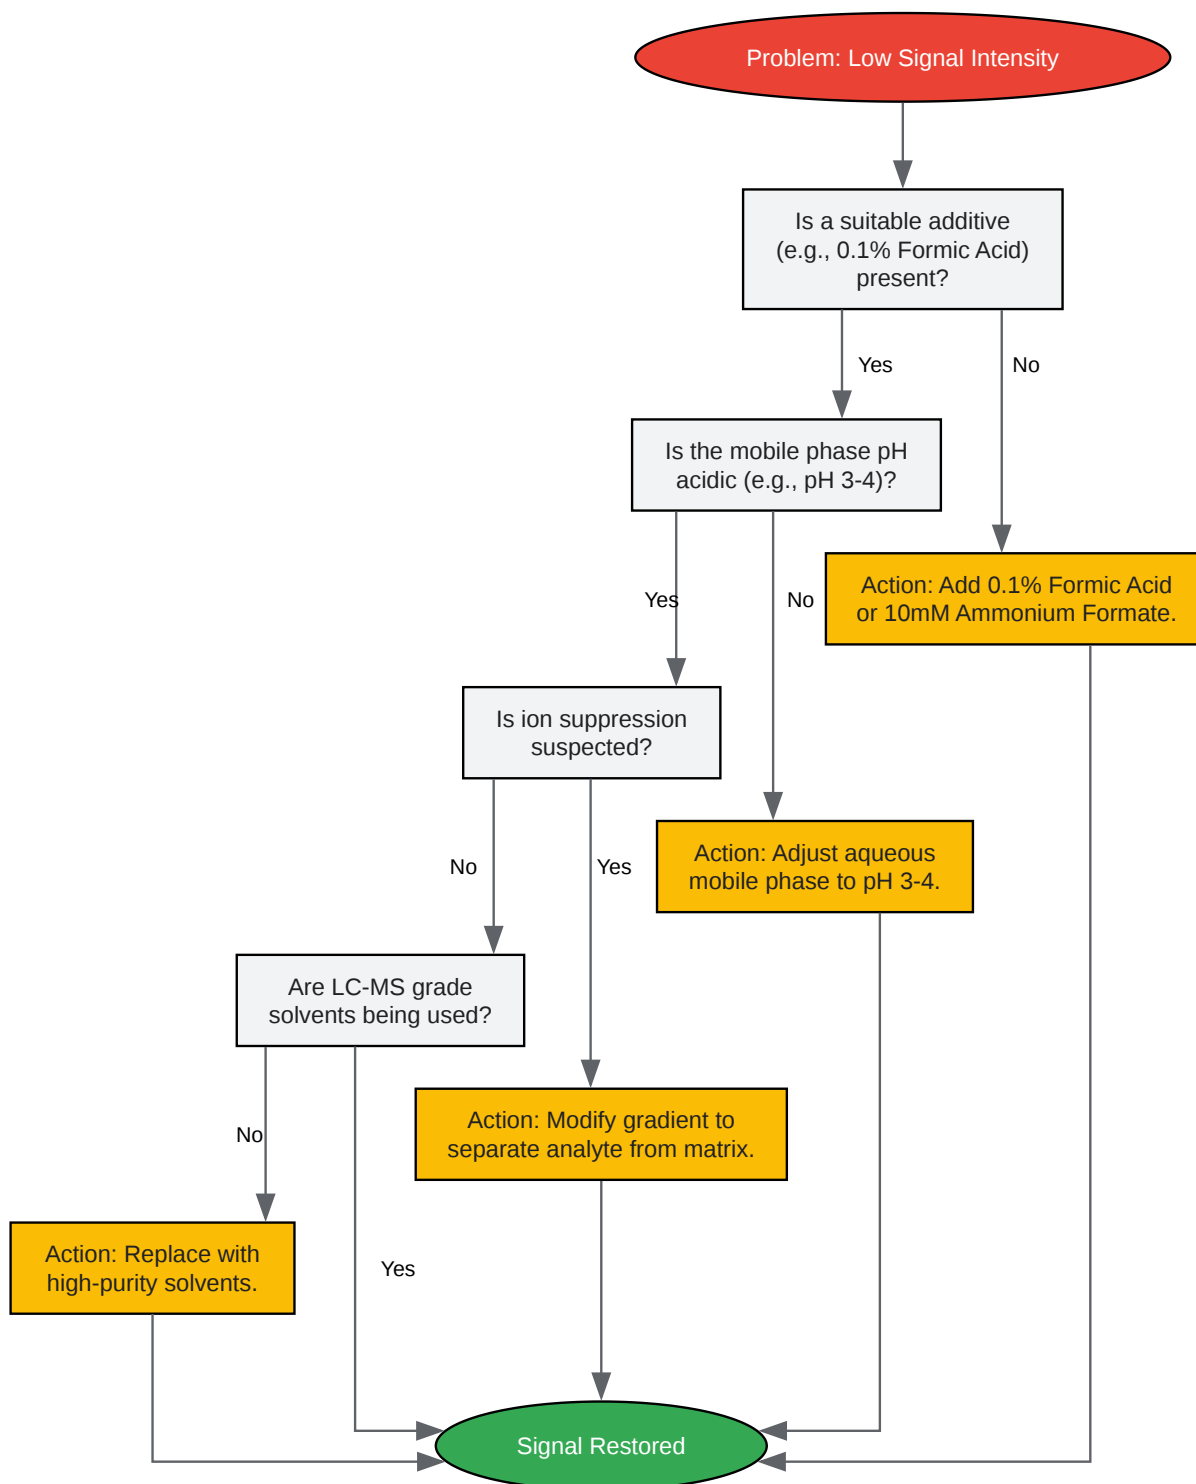 Problem: Low Signal Intensity
Is a suitable additive
(e.g., 0.1% Formic Acid)
present?
Yes
No
Is the mobile phase pH
acidic (e.g., pH 3-4)?
Action: Add 0.1% Formic Acid
or 10mM Ammonium Formate.
Yes
No
Is ion suppression
suspected?
Action: Adjust aqueous
mobile phase to pH 3-4.
No
Yes
Are LC-MS grade
solvents being used?
Action: Modify gradient to
separate analyte from matrix.
No
Yes
Action: Replace with
high-purity solvents.
Signal Restored